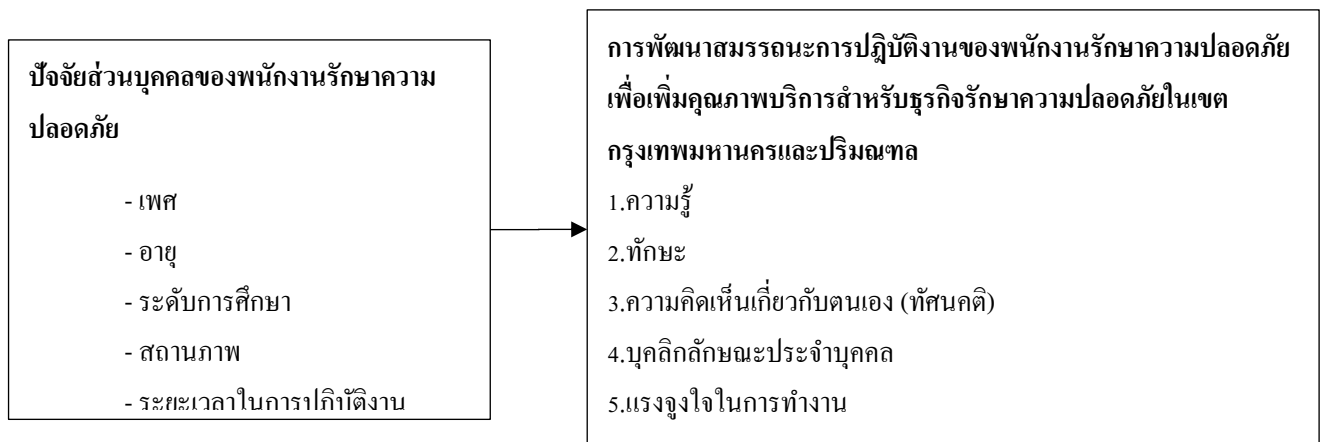 ปัจจัยส่วนบุคคลของพนักงานรักษาความ
ปลอดภัย
- เพศ
- อายุ
- ระดับการศึกษา
- สถานภาพ
- ระยะเวลาในการปฏิบัติงาน
การพัฒนาสมรรถนะการปฏิบัติงานของพนักงานรักษาความปลอดภัย
เพื่อเพิ่มคุณภาพบริการสำหรับธุรกิจรักษาความปลอดภัยในเขต
กรุงเทพมหานครและปริมณฑล
1.ความรู้
2.ทักษะ
3.ความคิดเห็นเกี่ยวกับตนเอง (ทัศนคติ)
4.บุคลิกลักษณะประจำบุคคล
5.แรงจูงใจในการทำงาน